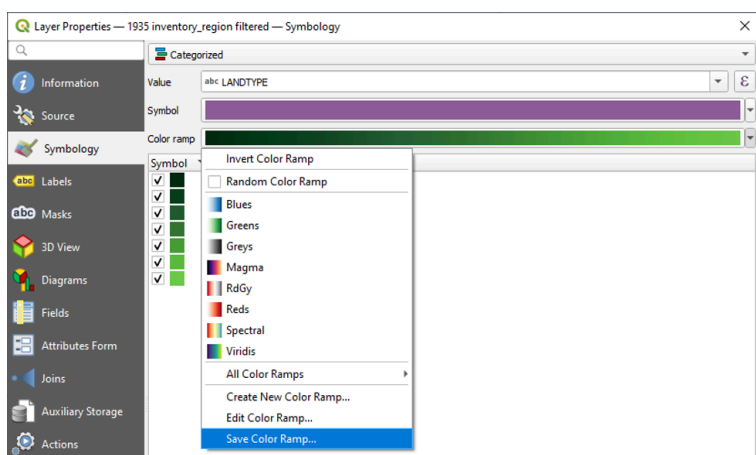 Layer Properties — 1935 inventory_region filtered — Symbology
Categorized
Information
Value
abc LANDTYPE
ε
Source
Symbol
Symbology
Color ramp
Invert Color Ramp
Symbol
abc Labels
Random Color Ramp
Blues
abc Masks
Greens
3D View
Greys
Magma
Diagrams
RdGy
Fields
Reds
Spectral
Attributes Form
Viridis
Joins
All Color Ramps
Create New Color Ramp...
Auxiliary Storage
Edit Color Ramp...
Actions
Save Color Ramp...